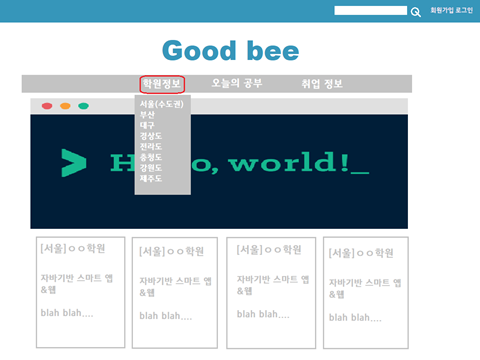 회원가입 로그인
Good bee
학원정보 오늘의 공부 취업 정보
서울(수도권)
부산
대구
경상도
전라도
충청도
강원도
제주도
> H o, world!_
[서울]ㅇㅇ학원 [서울]ㅇㅇ학원 [서울]ㅇㅇ학원 [서울]ㅇㅇ학원
자바기반 스마트 앱 자바기반 스마트 앱 자바기반 스마트 앱 자바기반 스마트 앱
&웹 &웹 &웹 &웹
blah blah.... blah blah.... blah blah.... blah blah....